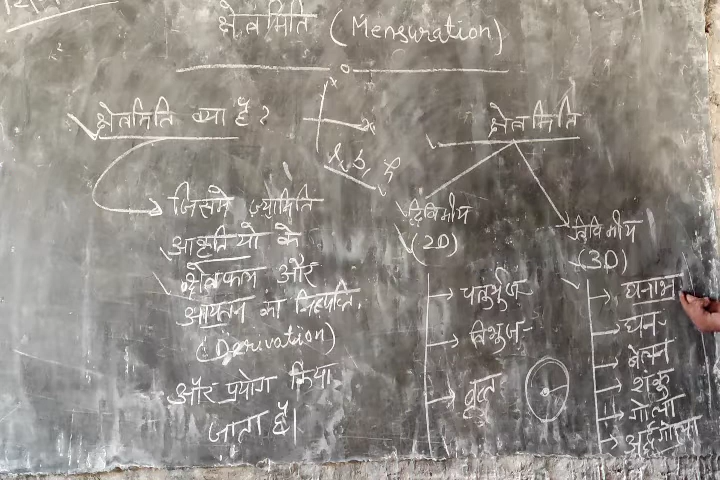 क्षेत्रमिति (Mensuration)
क्षेत्रमिति क्या है ?
जिसमे ज्यामिति
आकृतियो के
क्षेत्रफल और
आयतन का निष्पत्ति.
(Derivation)
और प्रयोग किया
जाता है।
क्षेत्रमिति
द्विविमीय
(2D)
चतुर्भुज
त्रिभुज
वृत्त
त्रिविमीय
(3D)
घनाभ
घन
बेलन
शंकु
गोला
अर्द्धगोला